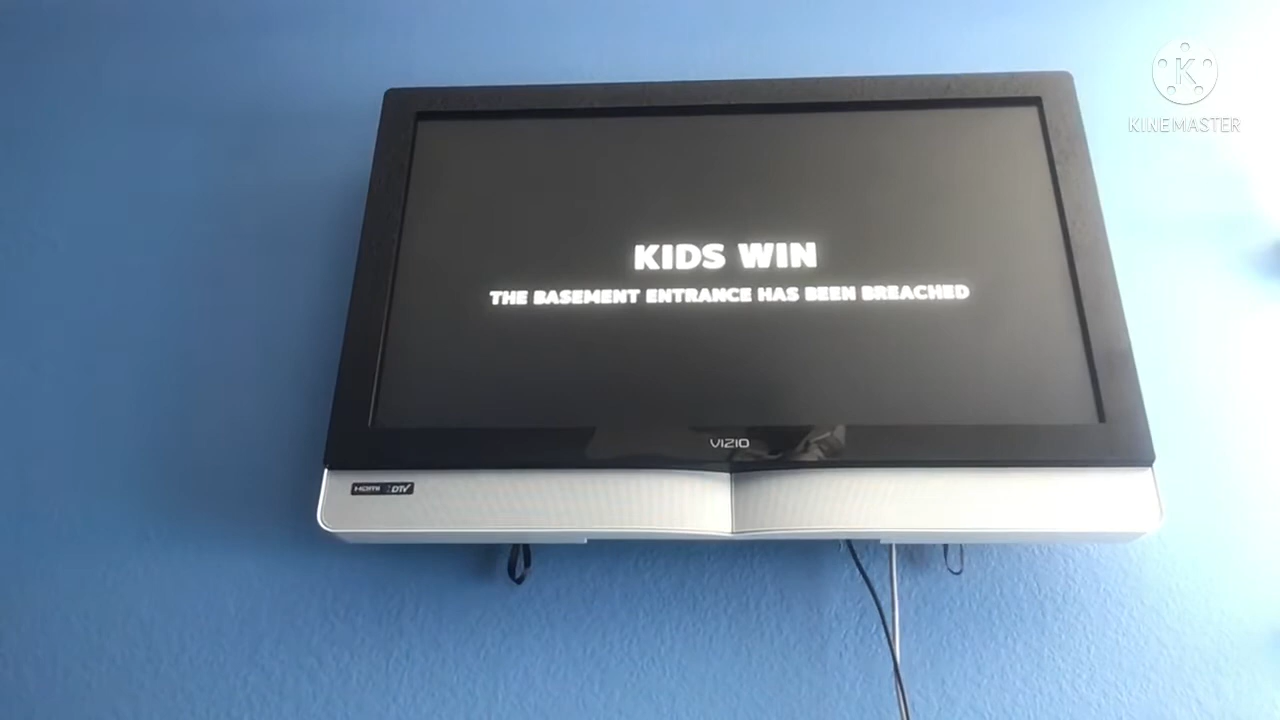 K
KINEMASTER
KIDS WIN
THE BASEMENT ENTRANCE HAS BEEN BREACHED
VIZIO
HDMI DTV